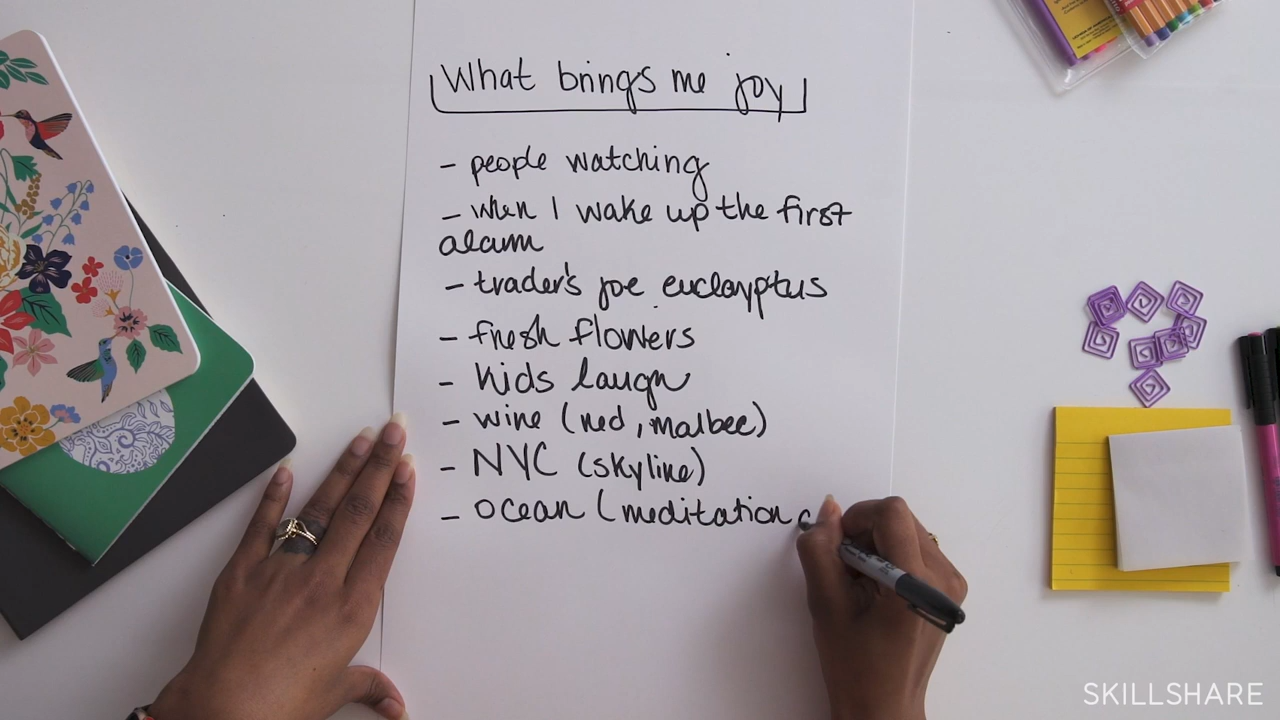 What brings me joy
- people watching
- when I wake up the first
alarm
- trader's joe euclayptus
- fresh flowers
- kids laugh
- wine (red, malbec)
- NYC (skyline)
- ocean (meditation
SKILLSHARE